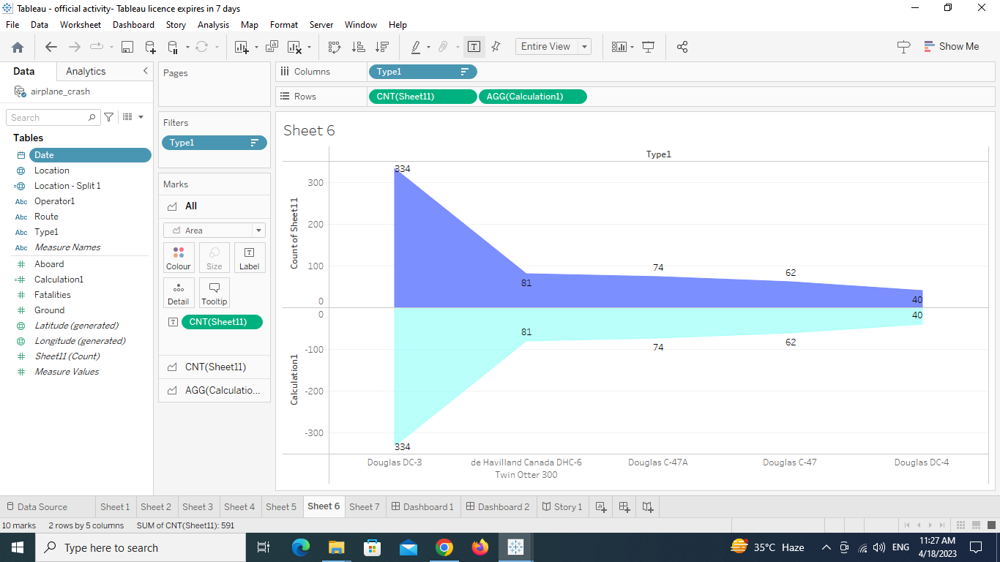 Tableau - official activity- Tableau licence expires in 7 days
File Data Worksheet Dashboard Story Analysis Map Format Server Window Help
Entire View
Show Me
Data Analytics
airplane_crash
Search
Tables
Date
Location
Location - Split 1
Abc Operator1
Abc Route
Abc Type1
Abc Measure Names
Aboard
Calculation1
Fatalities
Ground
Latitude (generated)
Longitude (generated)
Sheet11 (Count)
Measure Values
Pages
Filters
Type1
Marks
All
Area
Colour Size Label
Detail Tooltip
CNT(Sheet11)
CNT(Sheet11)
AGG(Calculatio...
Columns Type1
Rows CNT(Sheet11) AGG(Calculation1)
Sheet 6
Type1
Count of Sheet11
300
200
100
0
334
81
74
62
40
Calculation1
0
-100
-200
-300
334
81
74
62
40
Douglas DC-3
de Havilland Canada DHC-6
Twin Otter 300
Douglas C-47A
Douglas C-47
Douglas DC-4
Data Source Sheet 1 Sheet 2 Sheet 3 Sheet 4 Sheet 5 Sheet 6 Sheet 7 Dashboard 1 Dashboard 2 Story 1
10 marks 2 rows by 5 columns SUM of CNT(Sheet11): 591
Type here to search
35°C Haze
ENG
11:27 AM
4/18/2023